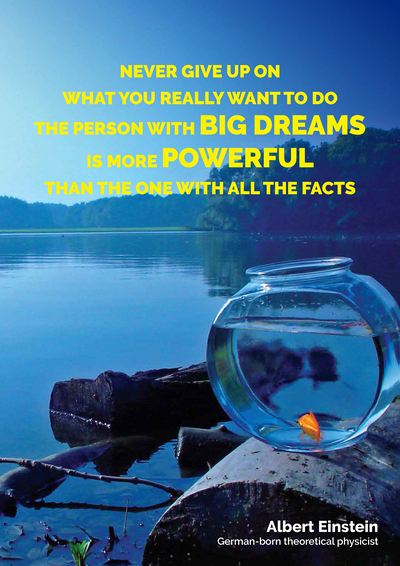 NEVER GIVE UP ON
WHAT YOU REALLY WANT TO DO
THE PERSON WITH BIG DREAMS
IS MORE POWERFUL
THAN THE ONE WITH ALL THE FACTS
Albert Einstein
German-born theoretical physicist